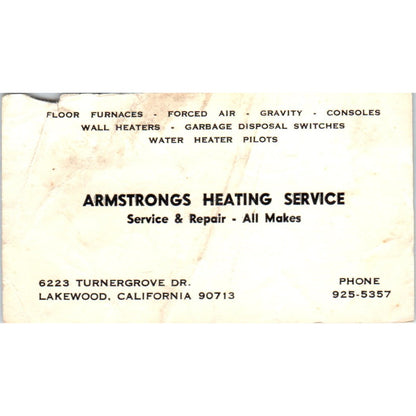 FLOOR FURNACES - FORCED AIR - GRAVITY - CONSOLES
WALL HEATERS - GARBAGE DISPOSAL SWITCHES
WATER HEATER PILOTS
ARMSTRONGS HEATING SERVICE
Service & Repair - All Makes
6223 TURNERGROVE DR.
LAKEWOOD, CALIFORNIA 90713
PHONE
925-5357